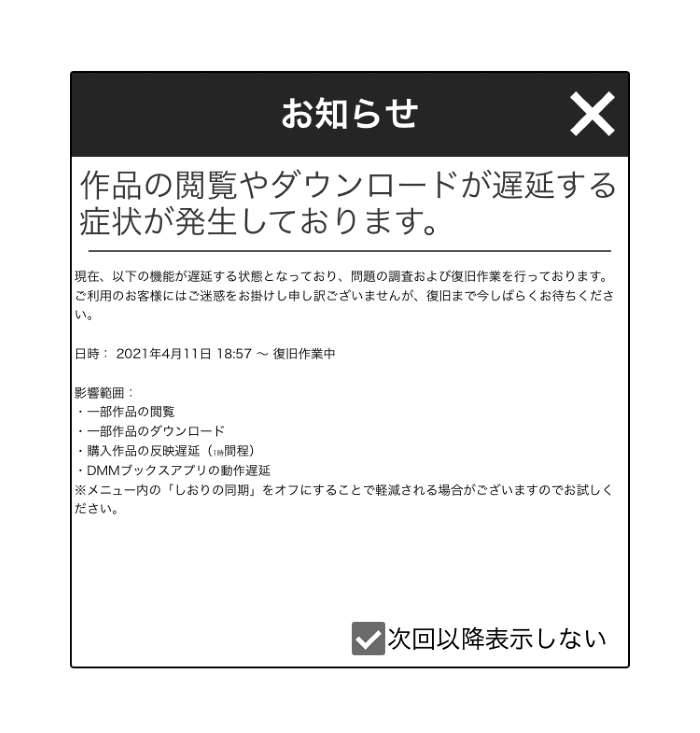 お知らせ
作品の閲覧やダウンロードが遅延する
症状が発生しております。
現在、以下の機能が遅延する状態となっており、問題の調査および復旧作業を行っております。
ご利用のお客様にはご迷惑をお掛けし申し訳ございませんが、復旧まで今しばらくお待ちくださ
い。
日時： 2021年4月11日 18:57 〜 復旧作業中
影響範囲：
・一部作品の閲覧
・一部作品のダウンロード
・購入作品の反映遅延（1時間程）
・DMMブックスアプリの動作遅延
※メニュー内の「しおりの同期」をオフにすることで軽減される場合がございますのでお試しく
ださい。
次回以降表示しない